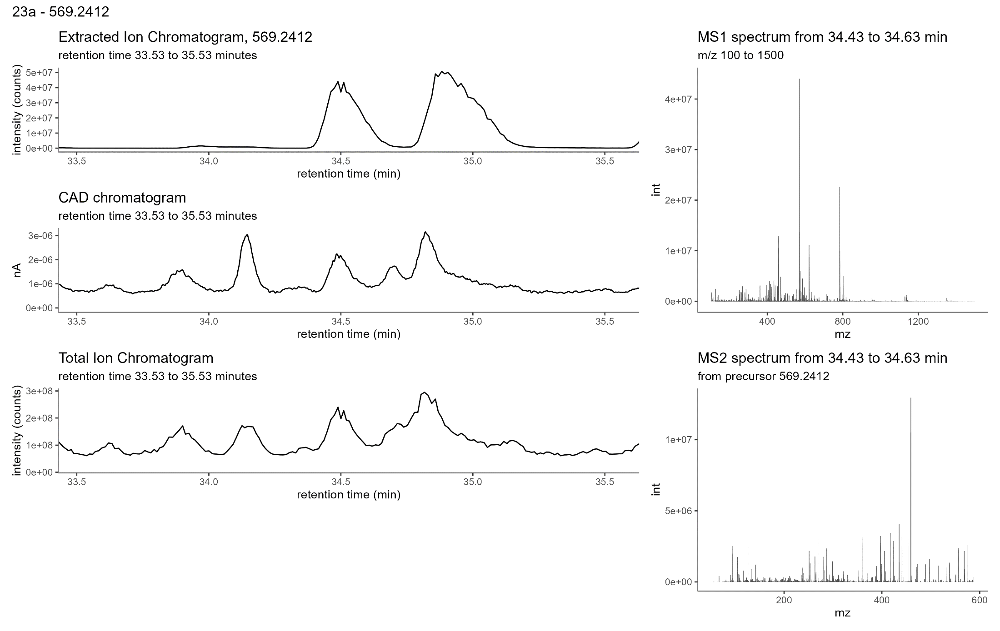 23a - 569.2412
Extracted Ion Chromatogram, 569.2412
retention time 33.53 to 35.53 minutes
intensity (counts)
5e+07
4e+07
3e+07
2e+07
1e+07
0e+00
33.5 34.0 34.5 35.0 35.5
retention time (min)
CAD chromatogram
retention time 33.53 to 35.53 minutes
nA
3e-06
2e-06
1e-06
0e+00
33.5 34.0 34.5 35.0 35.5
retention time (min)
Total Ion Chromatogram
retention time 33.53 to 35.53 minutes
intensity (counts)
3e+08
2e+08
1e+08
0e+00
33.5 34.0 34.5 35.0 35.5
retention time (min)
MS1 spectrum from 34.43 to 34.63 min
m/z 100 to 1500
int
4e+07
3e+07
2e+07
1e+07
0e+00
400 800 1200
mz
MS2 spectrum from 34.43 to 34.63 min
from precursor 569.2412
int
1e+07
5e+06
0e+00
200 400 600
mz